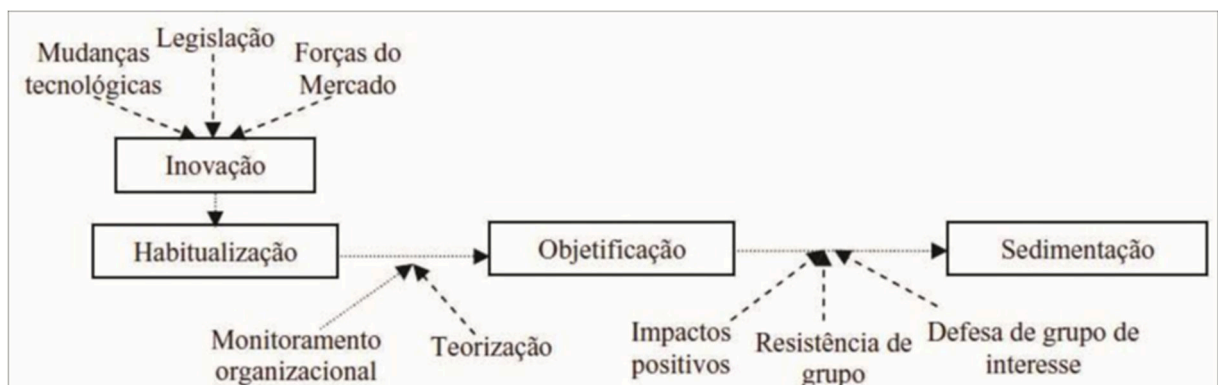 Legislação
Mudanças
tecnológicas
Forças do
Mercado
Inovação
Habitualização
Objetificação
Sedimentação
Monitoramento
organizacional
Teorização
Impactos
positivos
Resistência de
grupo
Defesa de grupo de
interesse